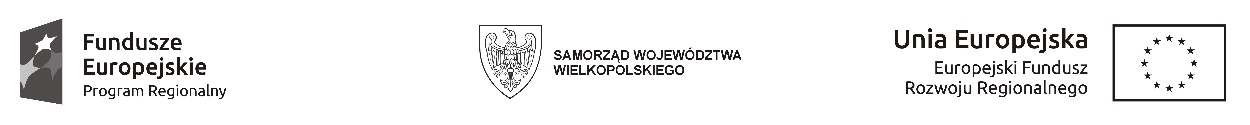 Fundusze
Europejskie
Program Regionalny
SAMORZĄD WOJEWÓDZTWA
WIELKOPOLSKIEGO
Unia Europejska
Europejski Fundusz
Rozwoju Regionalnego